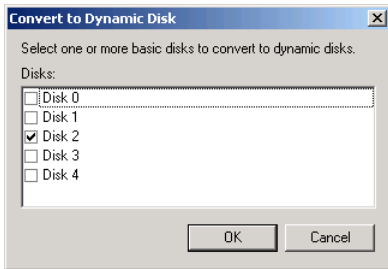 Convert to Dynamic Disk
Select one or more basic disks to convert to dynamic disks.
Disks:
Disk 0
Disk 1
Disk 2
Disk 3
Disk 4
OK Cancel